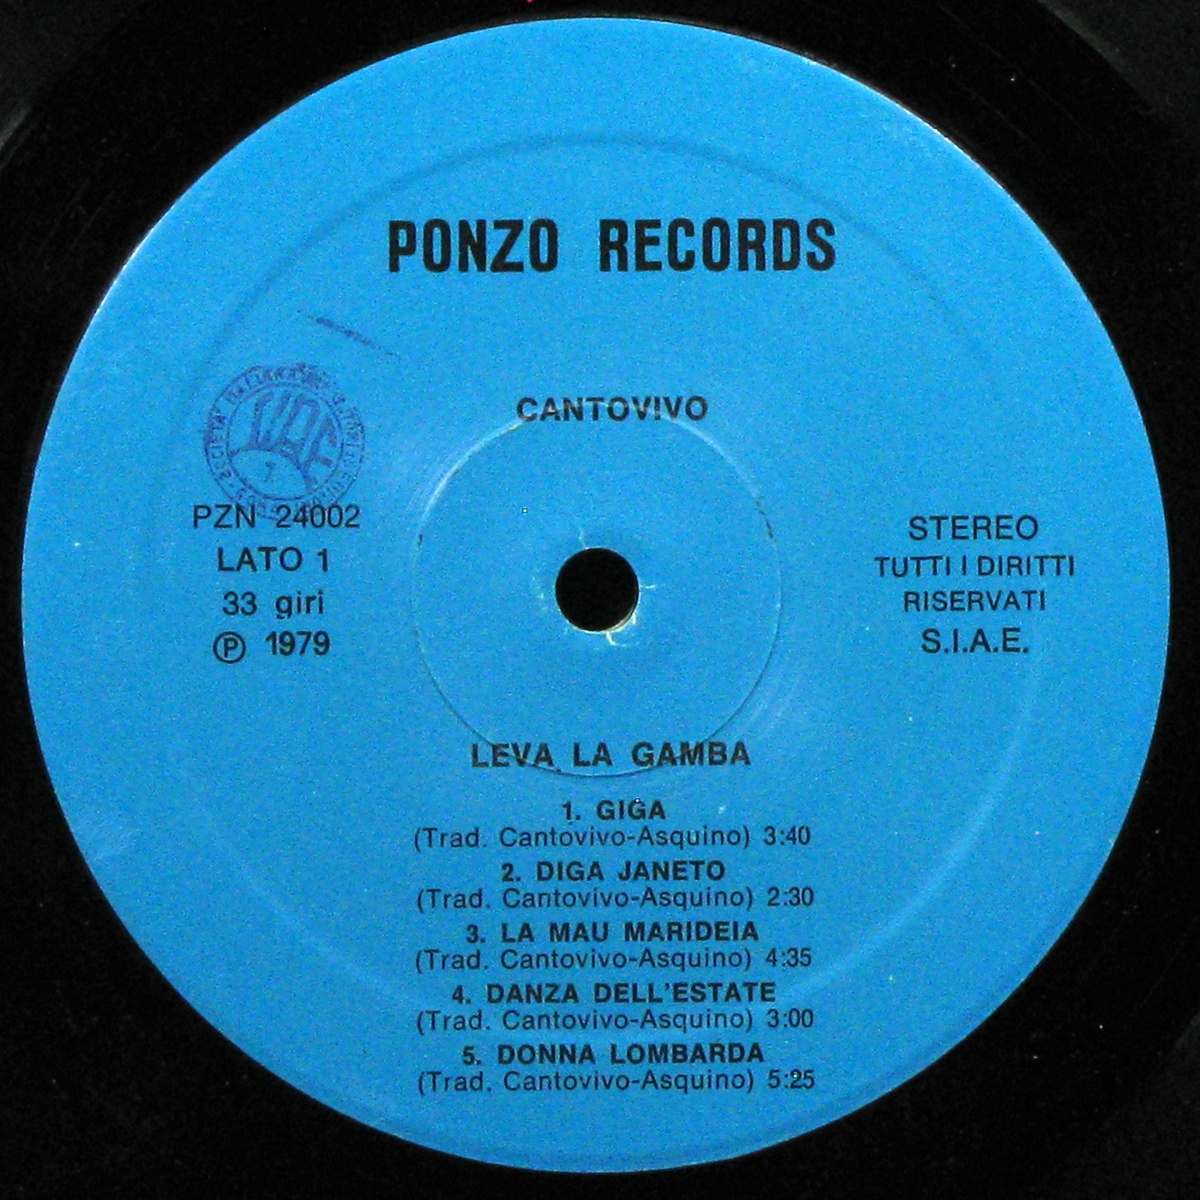 PONZO RECORDS
CANTOVIVO
PZN 24002
LATO 1
33 giri
Ⓟ 1979
STEREO
TUTTI I DIRITTI
RISERVATI
S.I.A.E.
LEVA LA GAMBA
1. GIGA
(Trad. Cantovivo-Asquino) 3:40
2. DIGA JANETO
(Trad. Cantovivo-Asquino) 2:30
3. LA MAU MARIDEIA
(Trad. Cantovivo-Asquino) 4:35
4. DANZA DELL'ESTATE
(Trad. Cantovivo-Asquino) 3:00
5. DONNA LOMBARDA
(Trad. Cantovivo-Asquino) 5:25